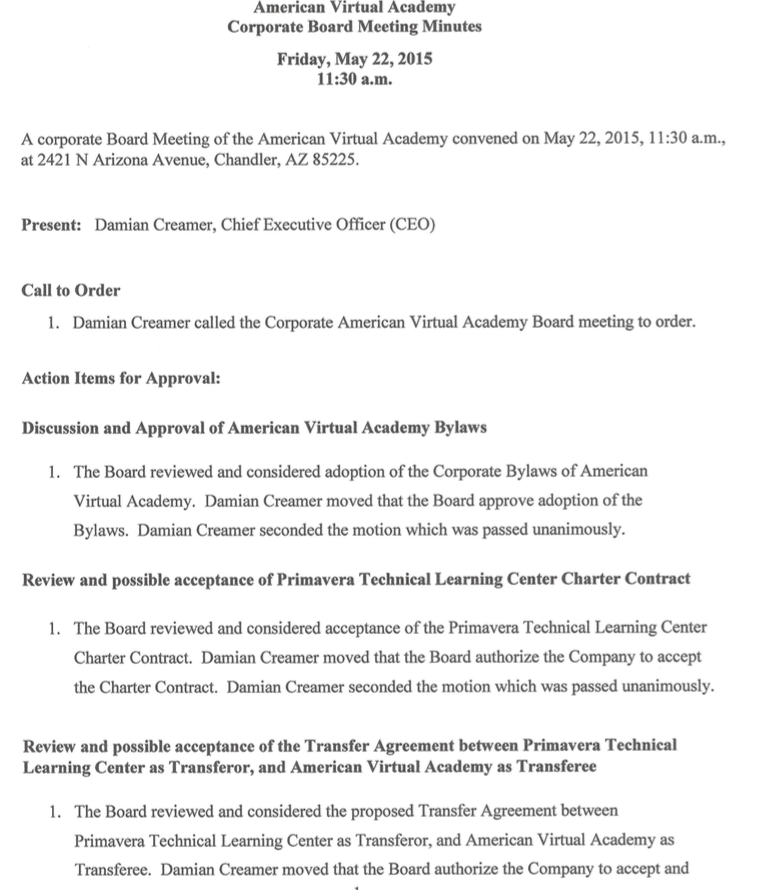 American Virtual Academy
Corporate Board Meeting Minutes
Friday, May 22, 2015
11:30 a.m.
A corporate Board Meeting of the American Virtual Academy convened on May 22, 2015, 11:30 a.m.,
at 2421 N Arizona Avenue, Chandler, AZ 85225.
Present: Damian Creamer, Chief Executive Officer (CEO)
Call to Order
1. Damian Creamer called the Corporate American Virtual Academy Board meeting to order.
Action Items for Approval:
Discussion and Approval of American Virtual Academy Bylaws
1. The Board reviewed and considered adoption of the Corporate Bylaws of American
Virtual Academy. Damian Creamer moved that the Board approve adoption of the
Bylaws. Damian Creamer seconded the motion which was passed unanimously.
Review and possible acceptance of Primavera Technical Learning Center Charter Contract
1. The Board reviewed and considered acceptance of the Primavera Technical Learning Center
Charter Contract. Damian Creamer moved that the Board authorize the Company to accept
the Charter Contract. Damian Creamer seconded the motion which was passed unanimously.
Review and possible acceptance of the Transfer Agreement between Primavera Technical
Learning Center as Transferor, and American Virtual Academy as Transferee
1. The Board reviewed and considered the proposed Transfer Agreement between
Primavera Technical Learning Center as Transferor, and American Virtual Academy as
Transferee. Damian Creamer moved that the Board authorize the Company to accept and